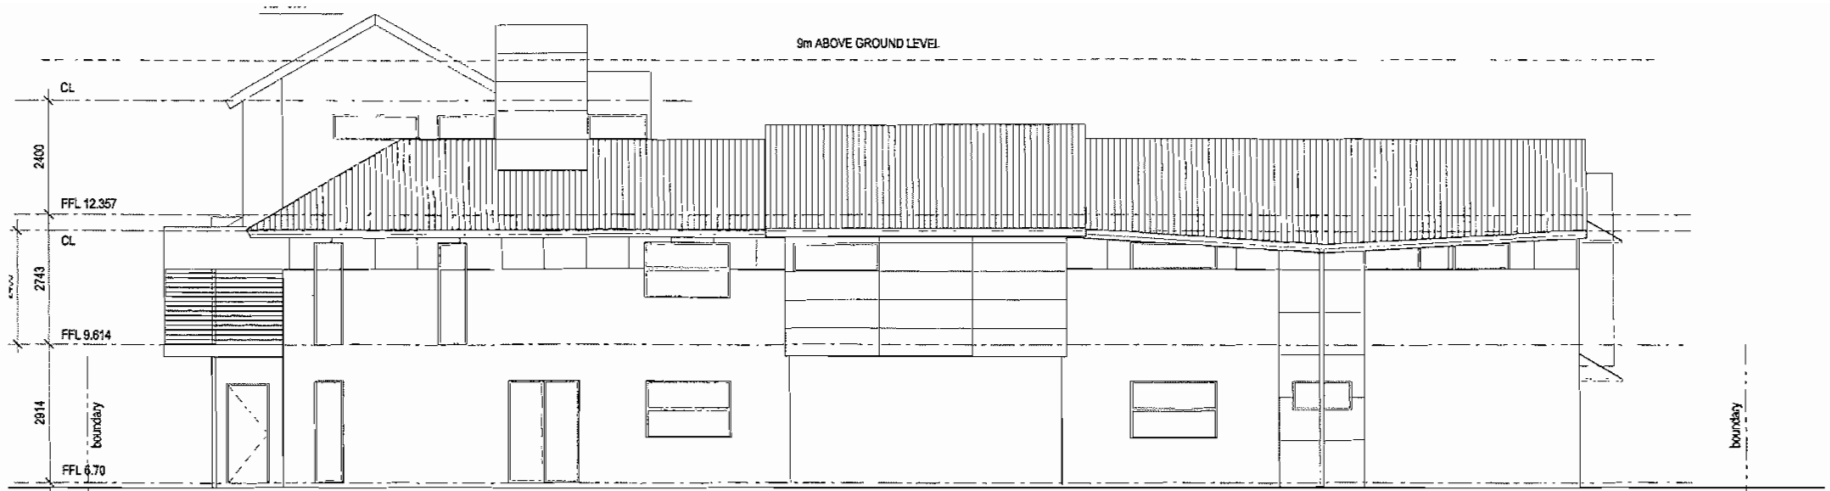 9m ABOVE GROUND LEVEL
CL
2400
FFL 12.357
CL
2743
FFL 9.614
2914
boundary
boundary
FFL 6.70